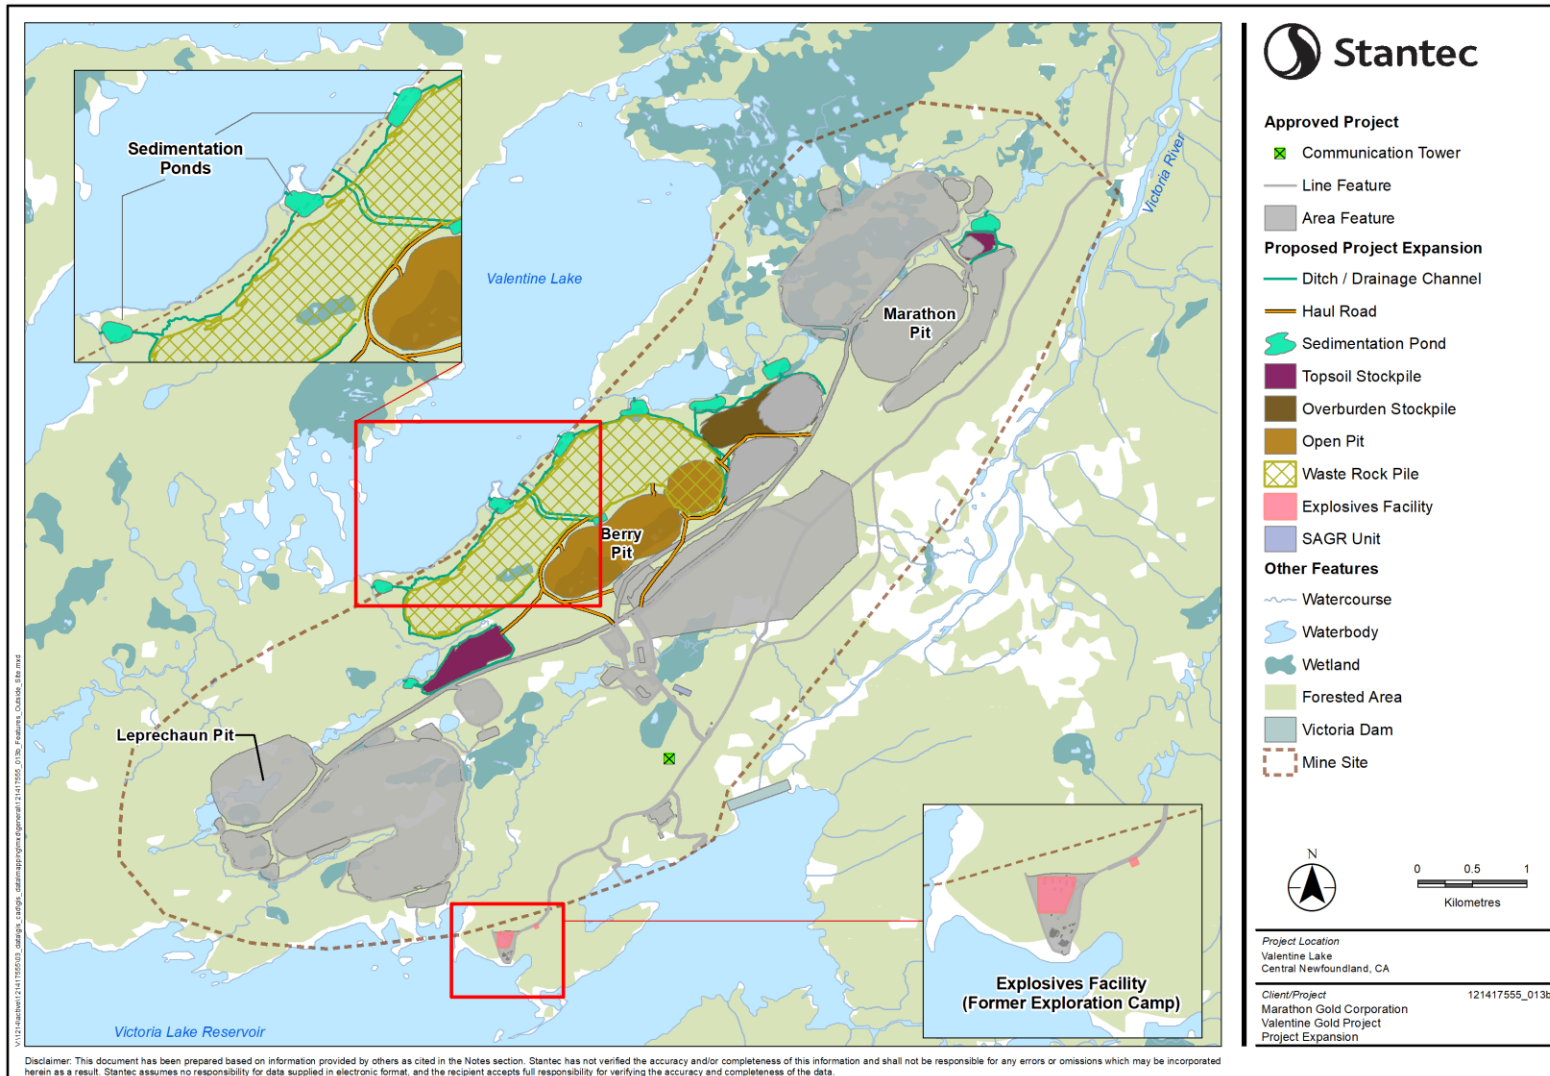 Sedimentation
Ponds
Valentine Lake
Victoria River
Marathon
Pit
Berry
Pit
Leprechaun Pit
Explosives Facility
(Former Exploration Camp)
Victoria Lake Reservoir
Stantec
Approved Project
Communication Tower
Line Feature
Area Feature
Proposed Project Expansion
Ditch / Drainage Channel
Haul Road
Sedimentation Pond
Topsoil Stockpile
Overburden Stockpile
Open Pit
Waste Rock Pile
Explosives Facility
SAGR Unit
Other Features
Watercourse
Waterbody
Wetland
Forested Area
Victoria Dam
Mine Site
N
0 0.5 1
Kilometres
Project Location
Valentine Lake
Central Newfoundland, CA
Client/Project 121417555_013b
Marathon Gold Corporation
Valentine Gold Project
Project Expansion
Disclaimer: This document has been prepared based on information provided by others as cited in the Notes section. Stantec has not verified the accuracy and/or completeness of this information and shall not be responsible for any errors or omissions which may be incorporated
herein as a result. Stantec assumes no responsibility for data supplied in electronic format, and the recipient accepts full responsibility for verifying the accuracy and completeness of the data.